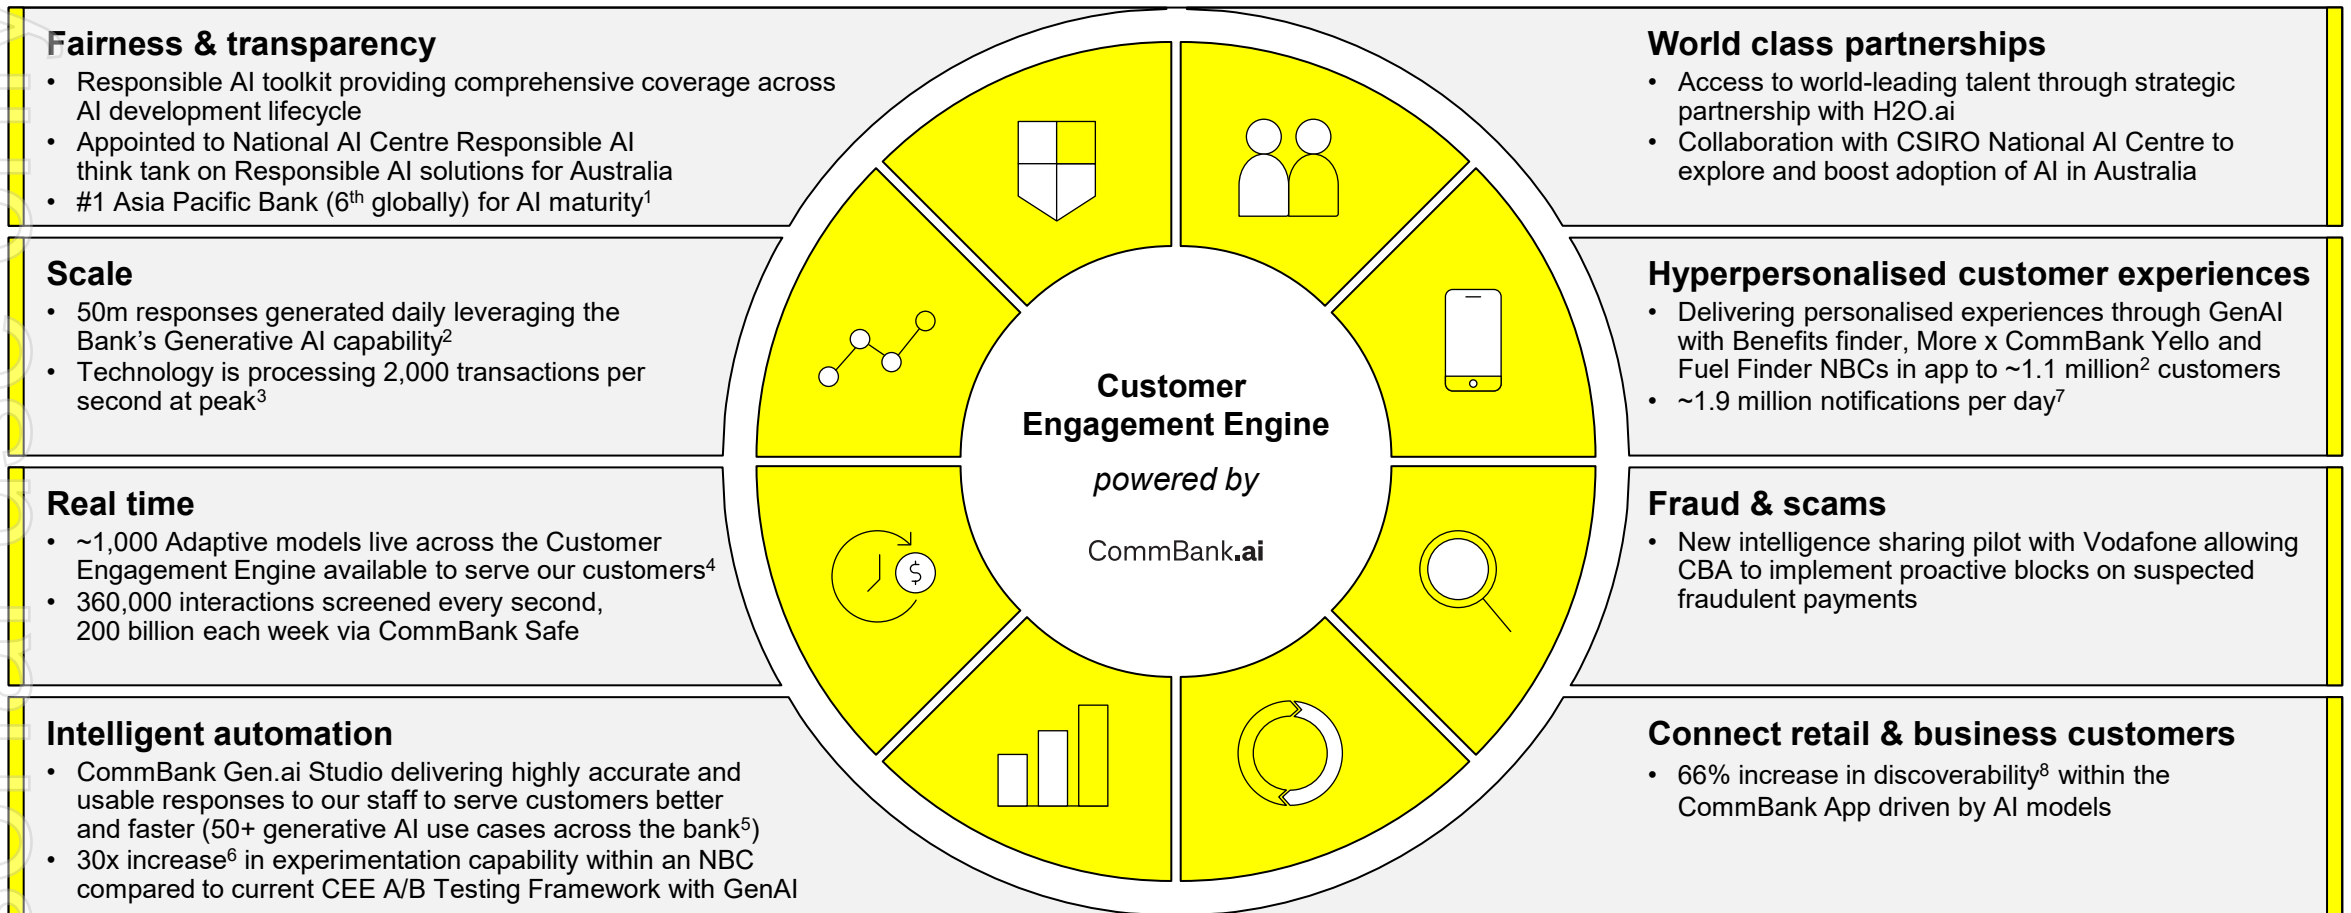 Fairness & transparency
• Responsible AI toolkit providing comprehensive coverage across
AI development lifecycle
• Appointed to National AI Centre Responsible AI
think tank on Responsible AI solutions for Australia
• #1 Asia Pacific Bank (6th globally) for AI maturity1
Scale
• 50m responses generated daily leveraging the
Bank’s Generative AI capability2
• Technology is processing 2,000 transactions per
second at peak3
Real time
• ~1,000 Adaptive models live across the Customer
Engagement Engine available to serve our customers4
• 360,000 interactions screened every second,
200 billion each week via CommBank Safe
Intelligent automation
• CommBank Gen.ai Studio delivering highly accurate and
usable responses to our staff to serve customers better
and faster (50+ generative AI use cases across the bank5)
• 30x increase6 in experimentation capability within an NBC
compared to current CEE A/B Testing Framework with GenAI
Customer
Engagement Engine
powered by
CommBank.ai
$
World class partnerships
• Access to world-leading talent through strategic
partnership with H2O.ai
• Collaboration with CSIRO National AI Centre to
explore and boost adoption of AI in Australia
Hyperpersonalised customer experiences
• Delivering personalised experiences through GenAI
with Benefits finder, More x CommBank Yello and
Fuel Finder NBCs in app to ~1.1 million2 customers
• ~1.9 million notifications per day7
Fraud & scams
• New intelligence sharing pilot with Vodafone allowing
CBA to implement proactive blocks on suspected
fraudulent payments
Connect retail & business customers
• 66% increase in discoverability8 within the
CommBank App driven by AI models